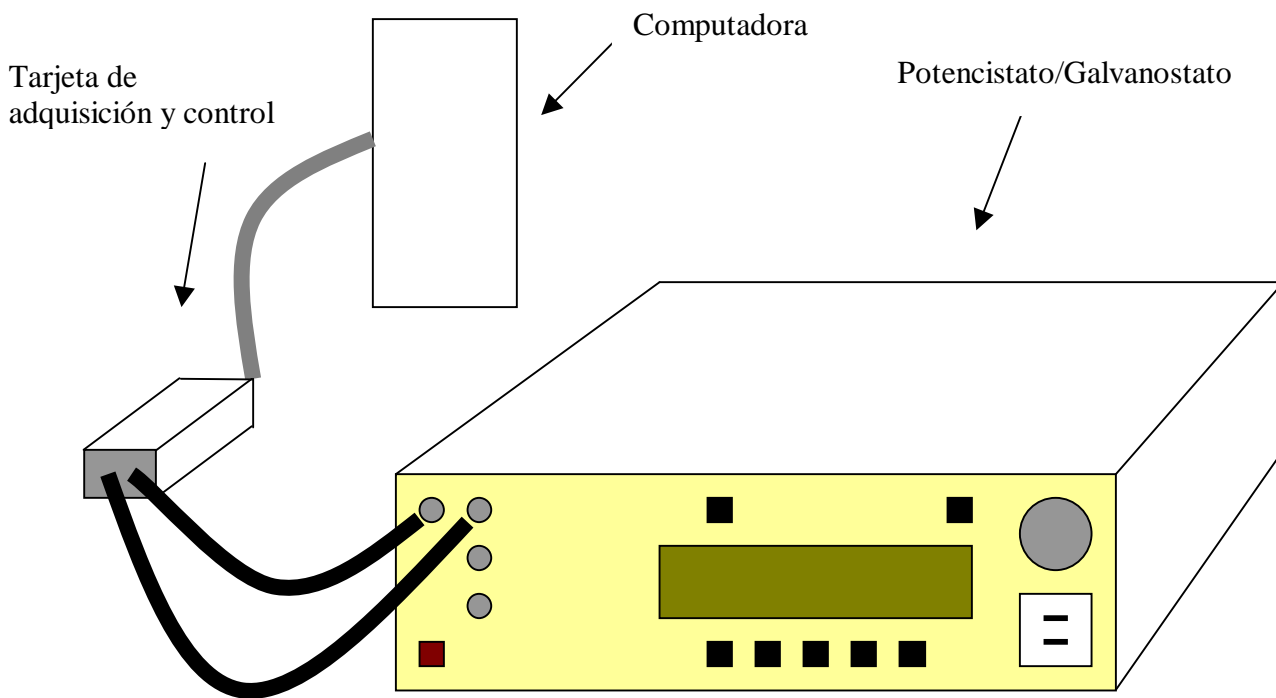 Computadora
Tarjeta de
adquisición y control
Potencistato/Galvanostato